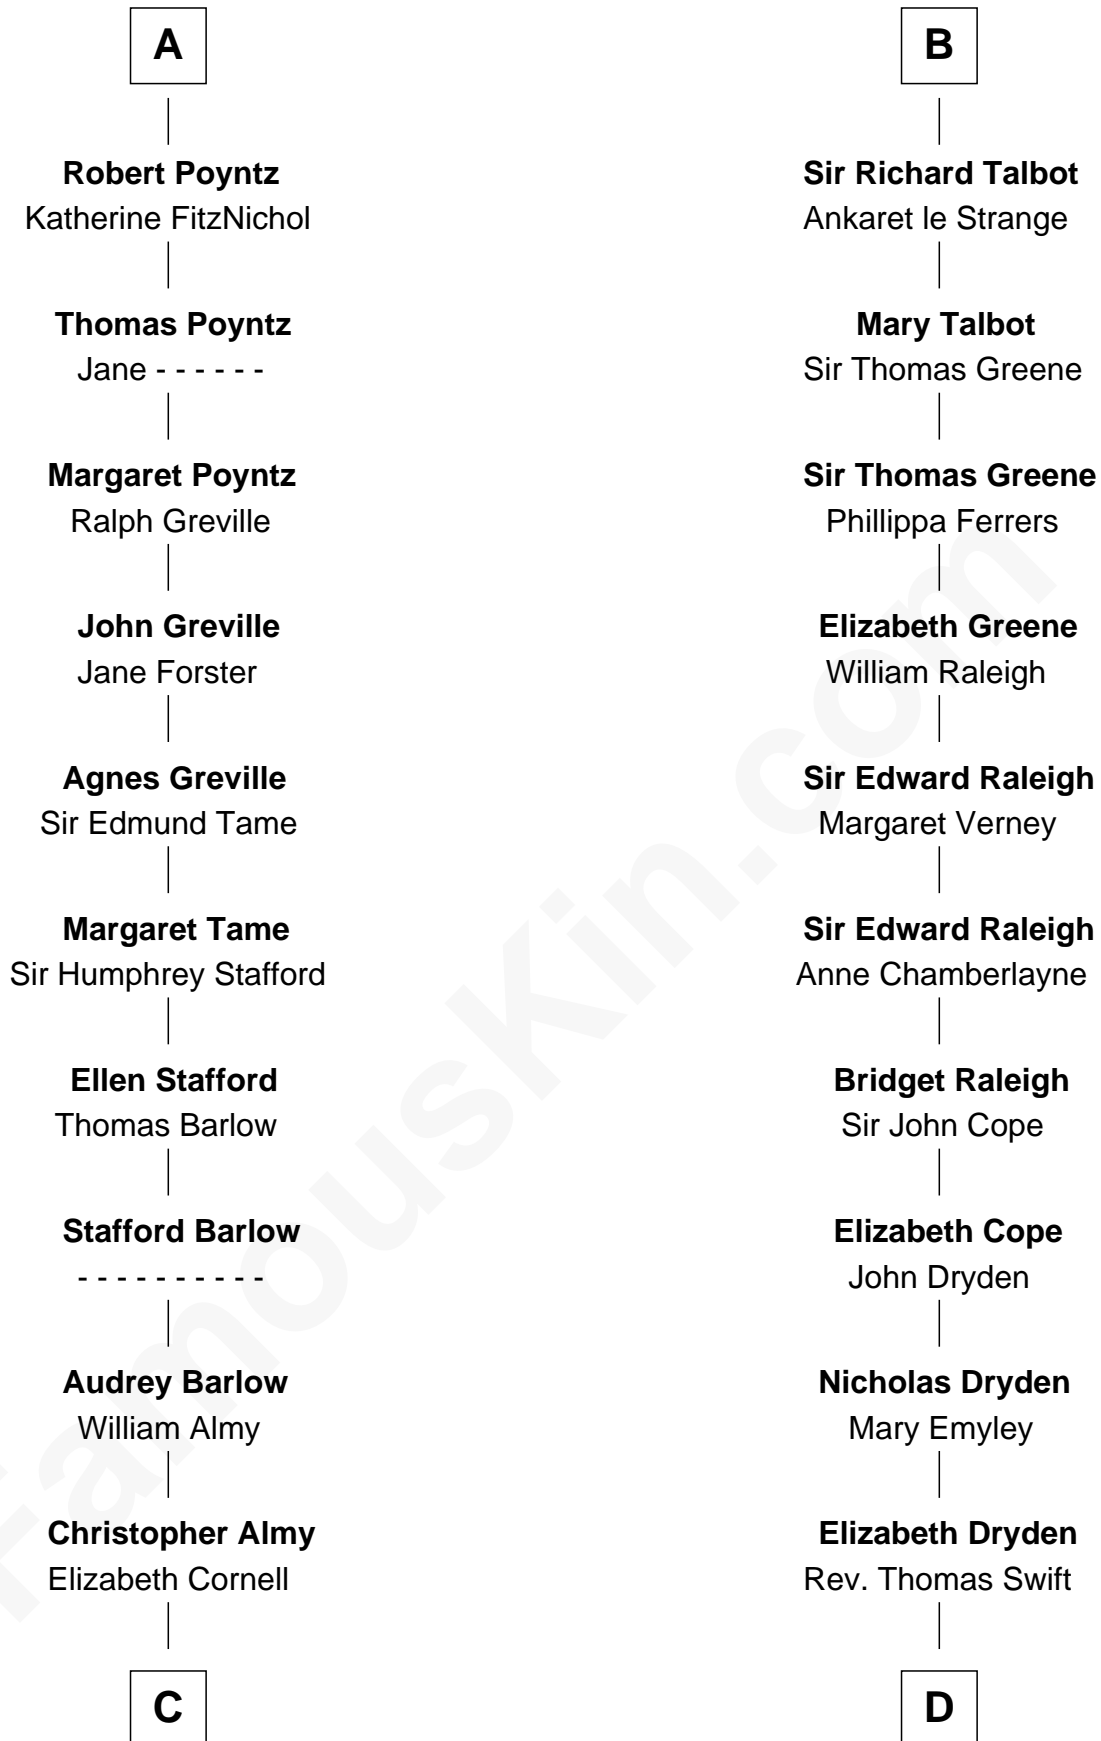 A
Robert Poyntz
Katherine FitzNichol
Thomas Poyntz
Jane - - - - - -
Margaret Poyntz
Ralph Greville
John Greville
Jane Forster
Agnes Greville
Sir Edmund Tame
Margaret Tame
Sir Humphrey Stafford
Ellen Stafford
Thomas Barlow
Stafford Barlow
- - - - - - - - - -
Audrey Barlow
William Almy
Christopher Almy
Elizabeth Cornell
C
B
Sir Richard Talbot
Ankaret le Strange
Mary Talbot
Sir Thomas Greene
Sir Thomas Greene
Phillippa Ferrers
Elizabeth Greene
William Raleigh
Sir Edward Raleigh
Margaret Verney
Sir Edward Raleigh
Anne Chamberlayne
Bridget Raleigh
Sir John Cope
Elizabeth Cope
John Dryden
Nicholas Dryden
Mary Emyley
Elizabeth Dryden
Rev. Thomas Swift
D
FamousKin.com